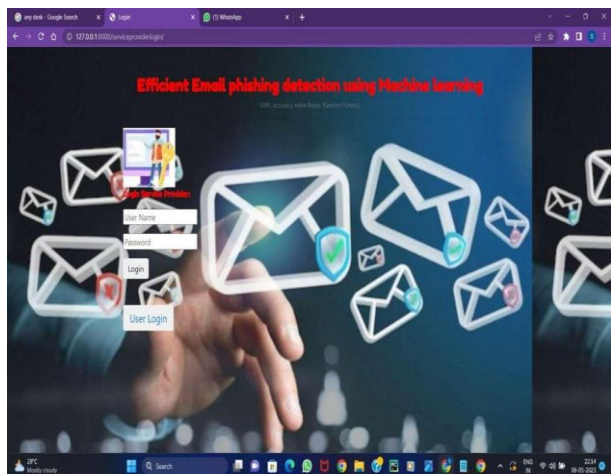 any desk - Google Search
Login
(1) WhatsApp
127.0.0.1:8000/serviceproviderlogin/
Efficient Email phishing detection using Machine learning
SVM, accuracy, naive Bayes, Random Forest,
Login Service Provider:
User Name
Password
Login
User Login
29°C
Mostly cloudy
Search
ENG
IN
22:14
18-05-2023